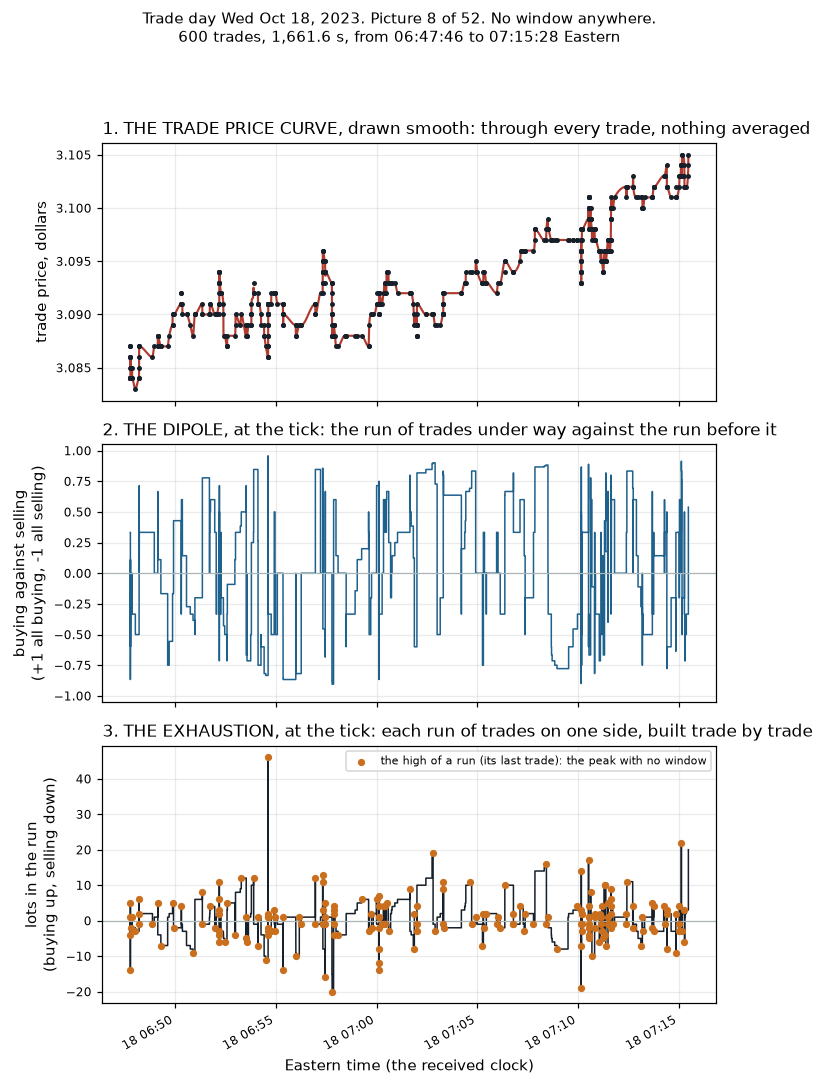 Trade day Wed Oct 18, 2023. Picture 8 of 52. No window anywhere.
600 trades, 1,661.6 s, from 06:47:46 to 07:15:28 Eastern
1. THE TRADE PRICE CURVE, drawn smooth: through every trade, nothing averaged
trade price, dollars
3.105
3.100
3.095
3.090
3.085
2. THE DIPOLE, at the tick: the run of trades under way against the run before it
buying against selling
(+1 all buying, -1 all selling)
1.00
0.75
0.50
0.25
0.00
−0.25
−0.50
−0.75
−1.00
3. THE EXHAUSTION, at the tick: each run of trades on one side, built trade by trade
the high of a run (its last trade): the peak with no window
lots in the run
(buying up, selling down)
40
30
20
10
0
−10
−20
18 06:50
18 06:55
18 07:00
18 07:05
18 07:10
18 07:15
Eastern time (the received clock)